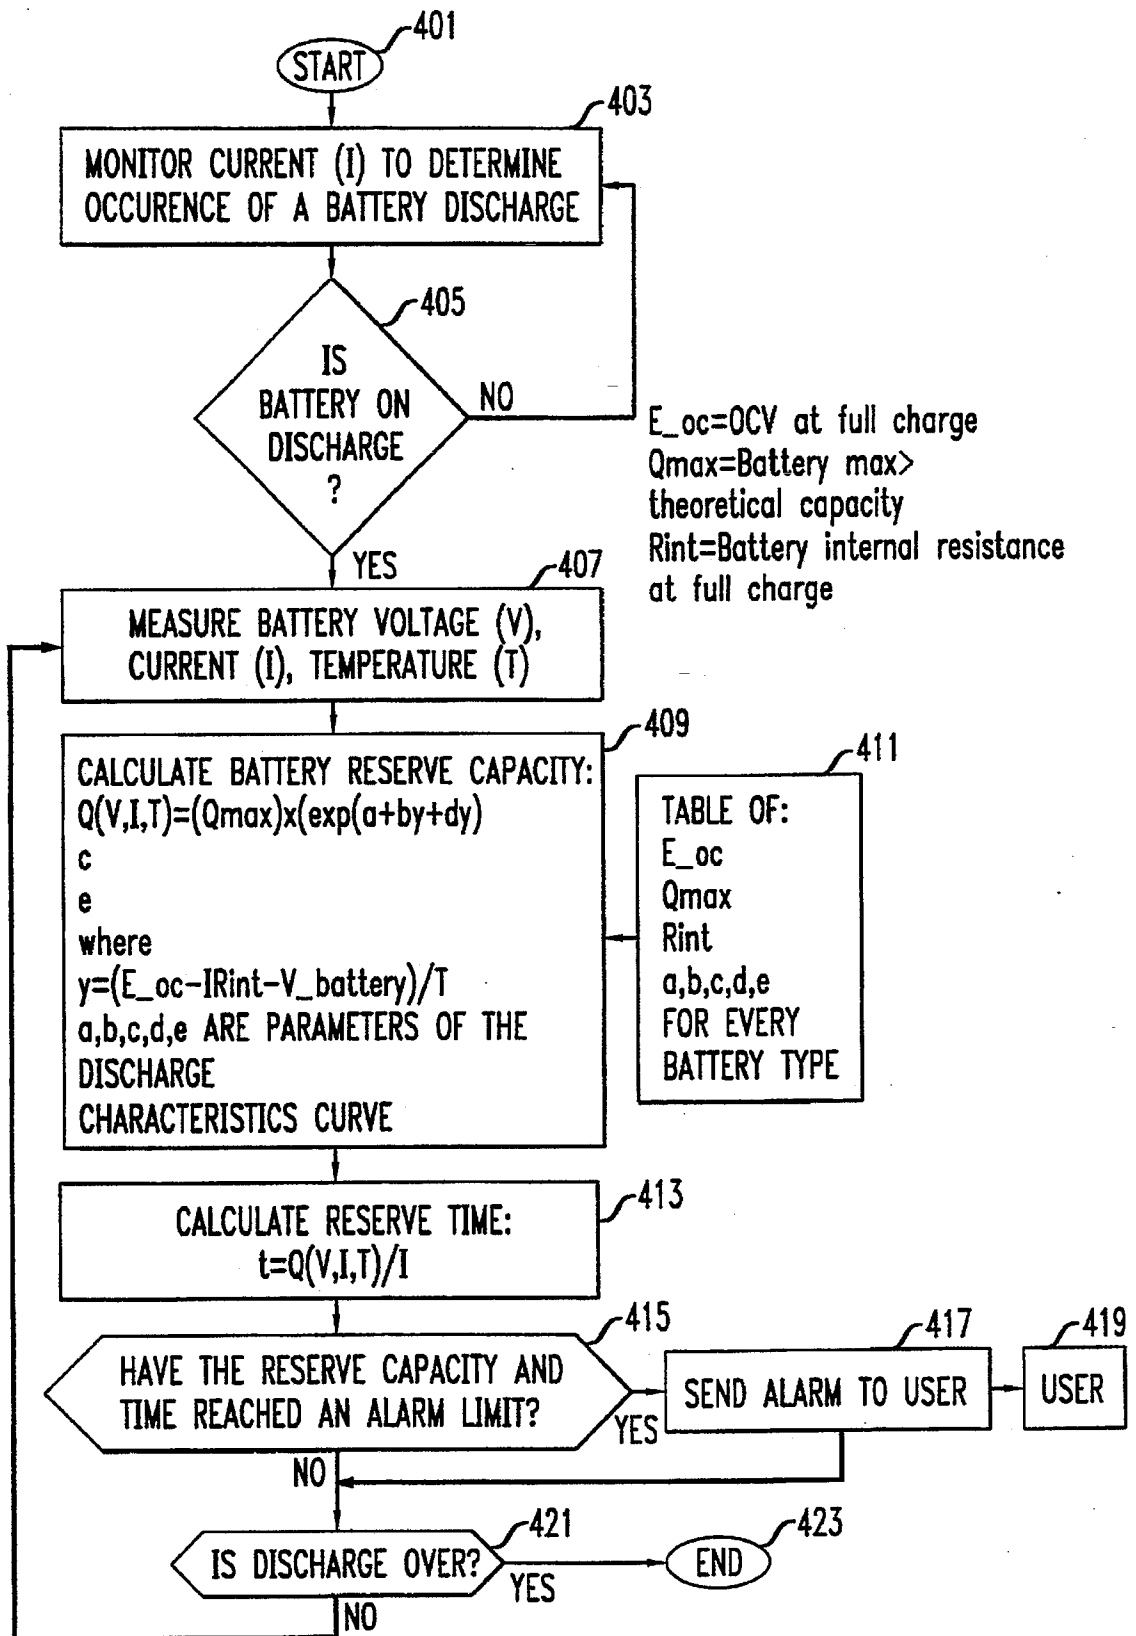 401
START
403
MONITOR CURRENT (I) TO DETERMINE
OCCURENCE OF A BATTERY DISCHARGE
405
IS
BATTERY ON
DISCHARGE
?
NO
YES
E_oc=OCV at full charge
Qmax=Battery max>
theoretical capacity
Rint=Battery internal resistance
at full charge
407
MEASURE BATTERY VOLTAGE (V),
CURRENT (I), TEMPERATURE (T)
409
CALCULATE BATTERY RESERVE CAPACITY:
Q(V,I,T)=(Qmax)x(exp(a+by+dy)
c
e
where
y=(E_oc-IRint-V_battery)/T
a,b,c,d,e ARE PARAMETERS OF THE
DISCHARGE
CHARACTERISTICS CURVE
411
TABLE OF:
E_oc
Qmax
Rint
a,b,c,d,e
FOR EVERY
BATTERY TYPE
413
CALCULATE RESERVE TIME:
t=Q(V,I,T)/I
415
HAVE THE RESERVE CAPACITY AND
TIME REACHED AN ALARM LIMIT?
YES
NO
417
SEND ALARM TO USER
419
USER
421
IS DISCHARGE OVER?
YES
NO
423
END